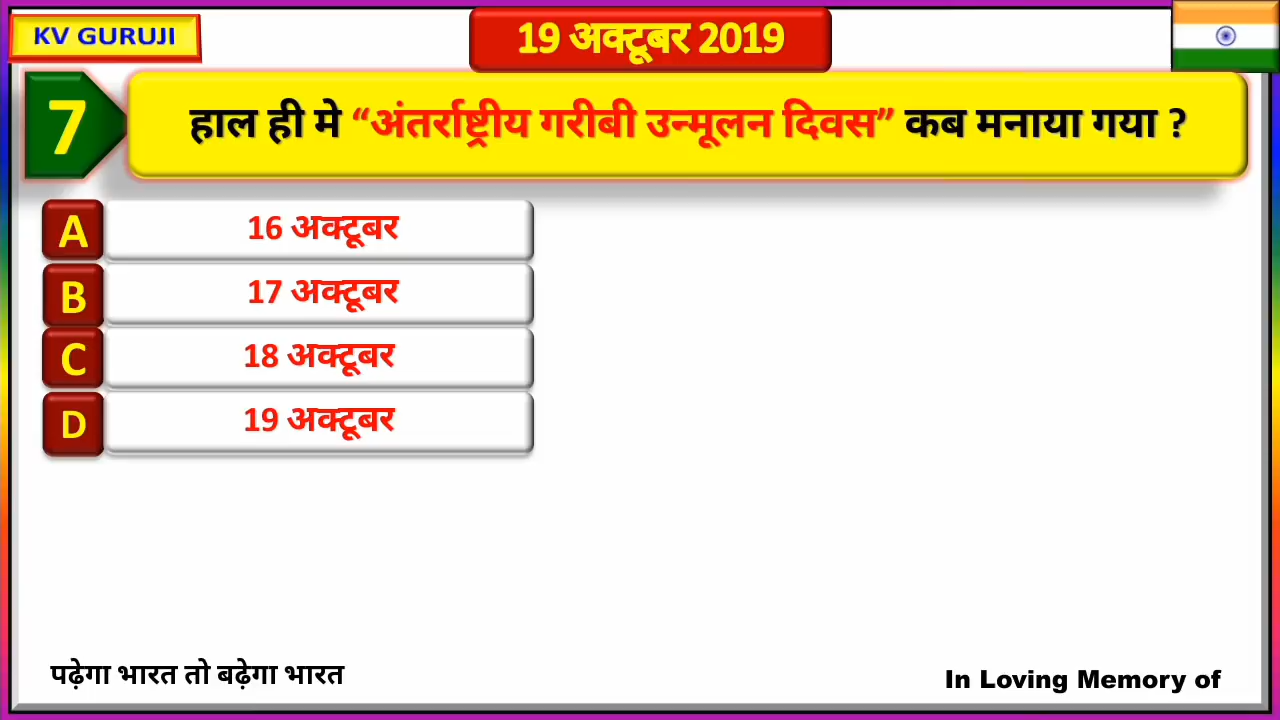 KV GURUJI
19 अक्टूबर 2019
7
हाल ही मे “अंतर्राष्ट्रीय गरीबी उन्मूलन दिवस” कब मनाया गया ?
A 16 अक्टूबर
B 17 अक्टूबर
C 18 अक्टूबर
D 19 अक्टूबर
पढ़ेगा भारत तो बढ़ेगा भारत
In Loving Memory of